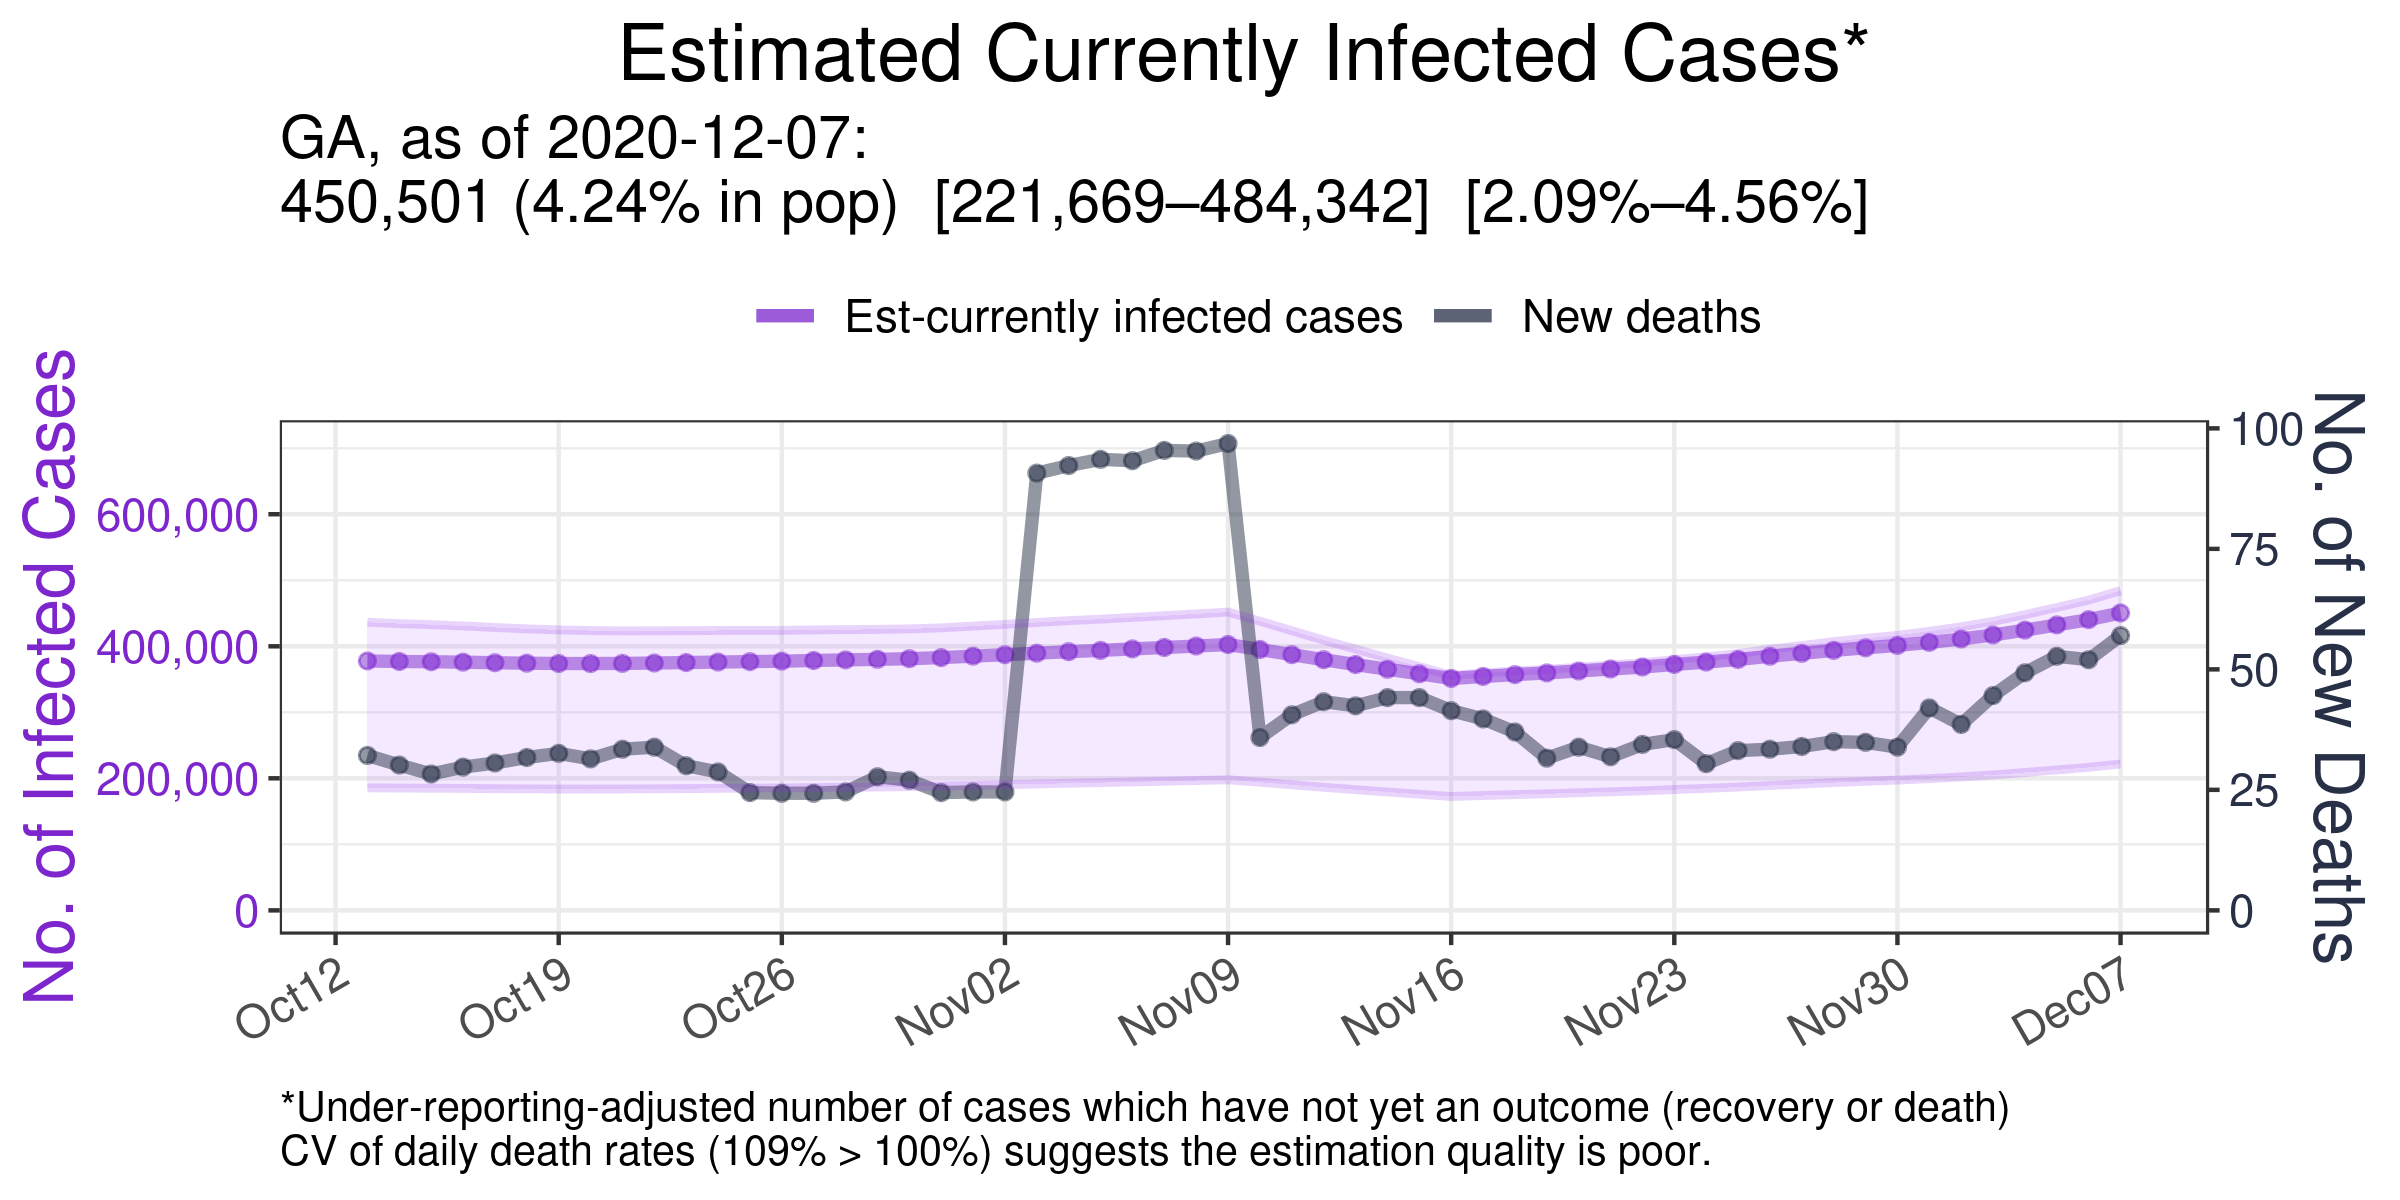 Estimated Currently Infected Cases*
GA, as of 2020-12-07:
450,501 (4.24% in pop)  [221,669–484,342]  [2.09%–4.56%]
Est-currently infected cases
New deaths
No. of Infected Cases
600,000
400,000
200,000
0
100
75
50
25
0
No. of New Deaths
Oct12
Oct19
Oct26
Nov02
Nov09
Nov16
Nov23
Nov30
Dec07
*Under-reporting-adjusted number of cases which have not yet an outcome (recovery or death)
CV of daily death rates (109% > 100%) suggests the estimation quality is poor.